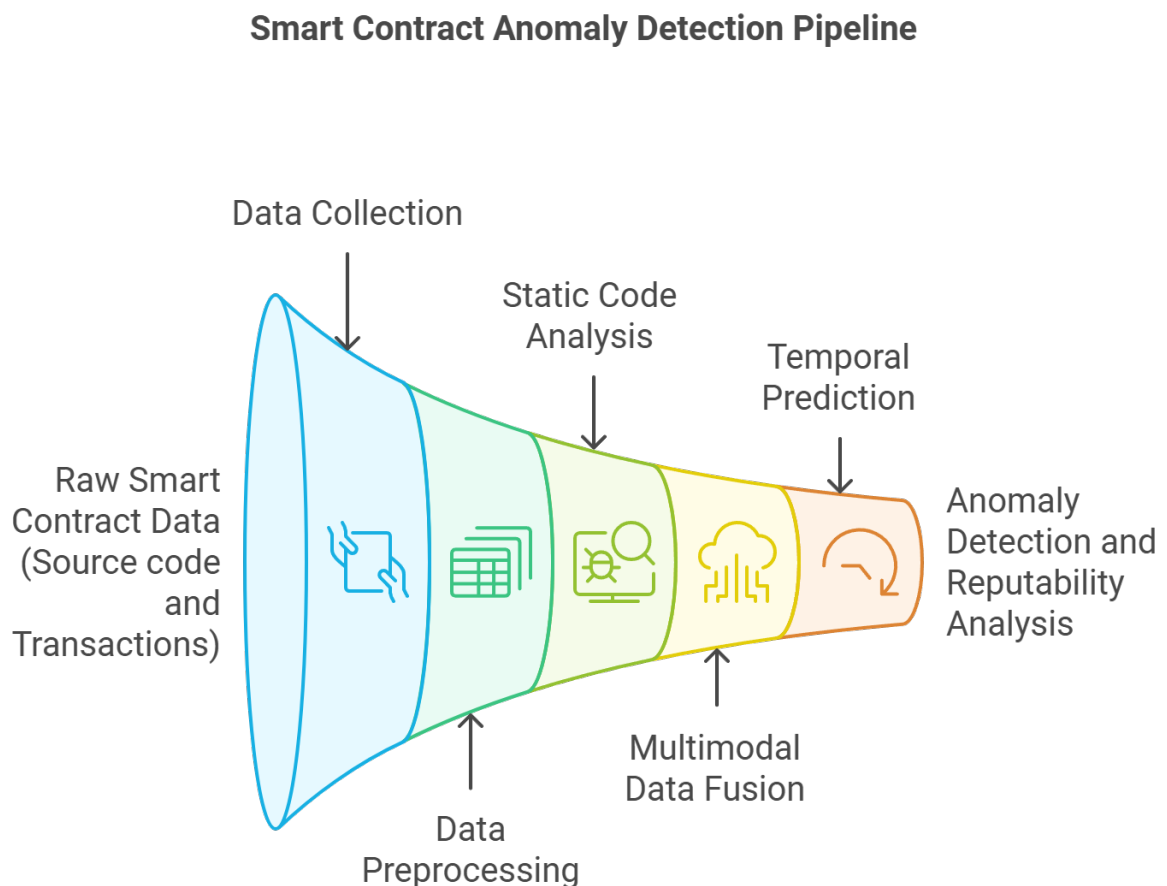 Smart Contract Anomaly Detection Pipeline
Data Collection
Static Code
Analysis
Temporal
Prediction
Raw Smart
Contract Data
(Source code
and
Transactions)
Anomaly
Detection and
Reputability
Analysis
Multimodal
Data Fusion
Data
Preprocessing